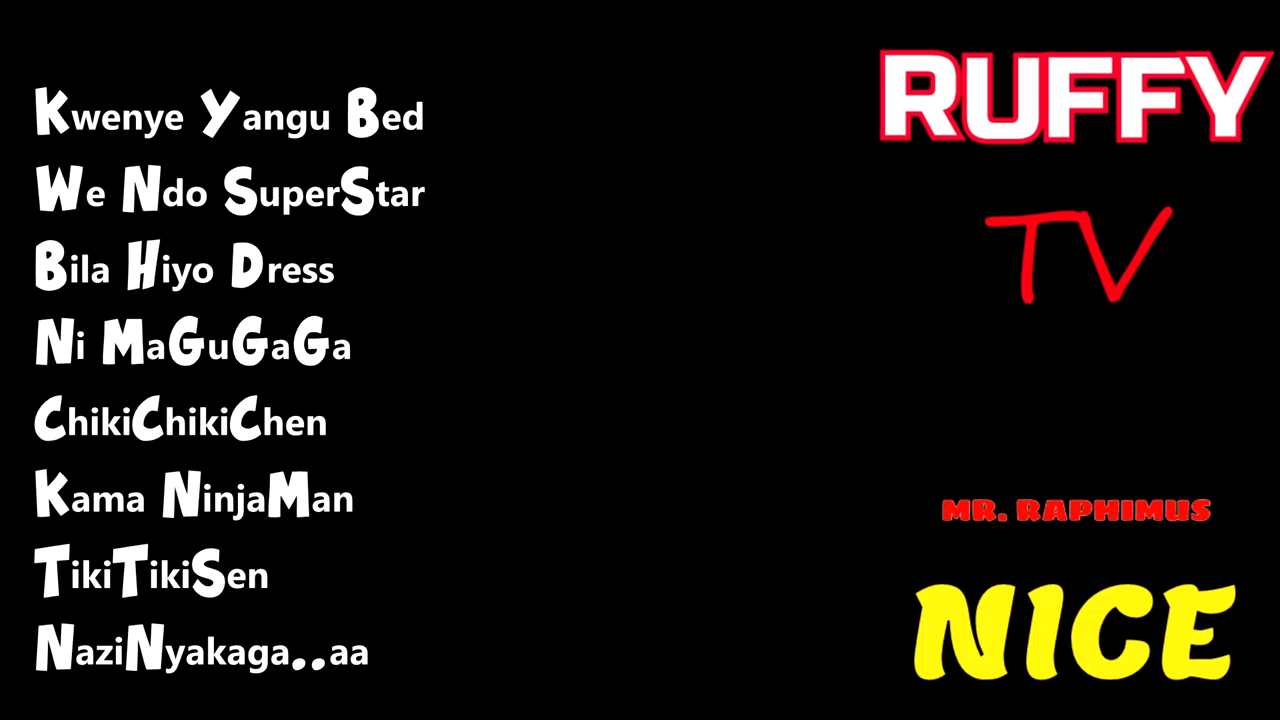 Kwenye Yangu Bed
We Ndo SuperStar
Bila Hiyo Dress
Ni MaGuGaGa
ChikiChikiChen
Kama NinjaMan
TikiTikiSen
NaziNyakaga..aa
RUFFY
TV
MR. RAPHIMUS
NICE